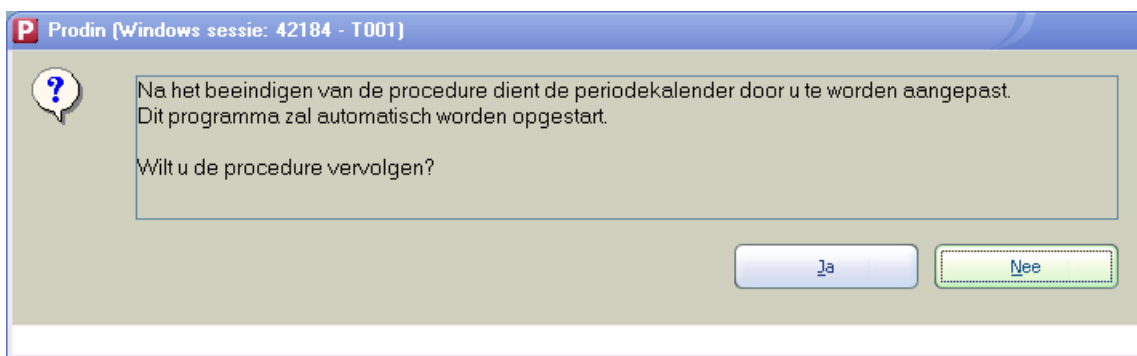 P Prodin (Windows sessie: 42184 - T001)
?
Na het beeindigen van de procedure dient de periodekalender door u te worden aangepast.
Dit programma zal automatisch worden opgestart.
Wilt u de procedure vervolgen?
Ja Nee